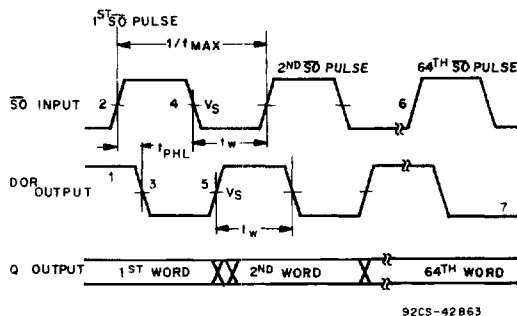 1ST SO PULSE
1/fMAX
2ND SO PULSE
64TH SO PULSE
SO INPUT
2
4
VS
6
tw
tPHL
DOR OUTPUT
1
3
5
VS
7
tw
Q OUTPUT
1ST WORD
2ND WORD
64TH WORD
92CS-42863